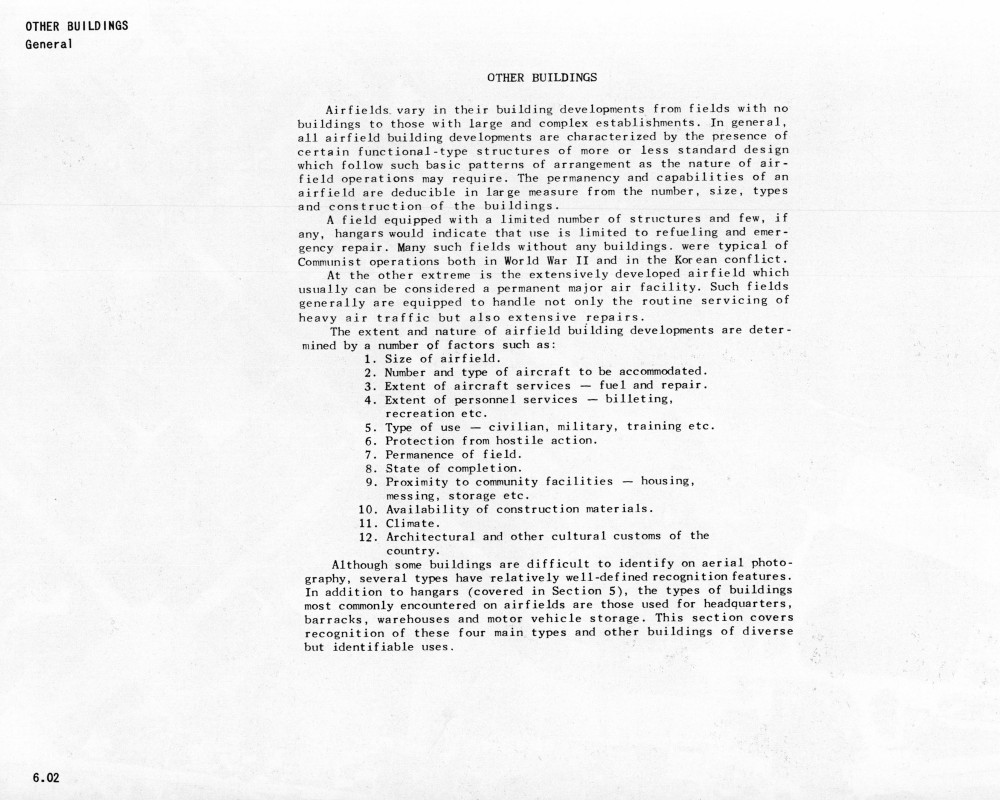 OTHER BUILDINGS
General
OTHER BUILDINGS
Airfields vary in their building developments from fields with no
buildings to those with large and complex establishments. In general,
all airfield building developments are characterized by the presence of
certain functional-type structures of more or less standard design
which follow such basic patterns of arrangement as the nature of air-
field operations may require. The permanency and capabilities of an
airfield are deducible in large measure from the number, size, types
and construction of the buildings.
A field equipped with a limited number of structures and few, if
any, hangars would indicate that use is limited to refueling and emer-
gency repair. Many such fields without any buildings. were typical of
Communist operations both in World War II and in the Korean conflict.
At the other extreme is the extensively developed airfield which
usually can be considered a permanent major air facility. Such fields
generally are equipped to handle not only the routine servicing of
heavy air traffic but also extensive repairs.
The extent and nature of airfield building developments are deter-
mined by a number of factors such as:
1. Size of airfield.
2. Number and type of aircraft to be accommodated.
3. Extent of aircraft services — fuel and repair.
4. Extent of personnel services — billeting,
recreation etc.
5. Type of use — civilian, military, training etc.
6. Protection from hostile action.
7. Permanence of field.
8. State of completion.
9. Proximity to community facilities — housing,
messing, storage etc.
10. Availability of construction materials.
11. Climate.
12. Architectural and other cultural customs of the
country.
Although some buildings are difficult to identify on aerial photo-
graphy, several types have relatively well-defined recognition features.
In addition to hangars (covered in Section 5), the types of buildings
most commonly encountered on airfields are those used for headquarters,
barracks, warehouses and motor vehicle storage. This section covers
recognition of these four main types and other buildings of diverse
but identifiable uses.
6.02